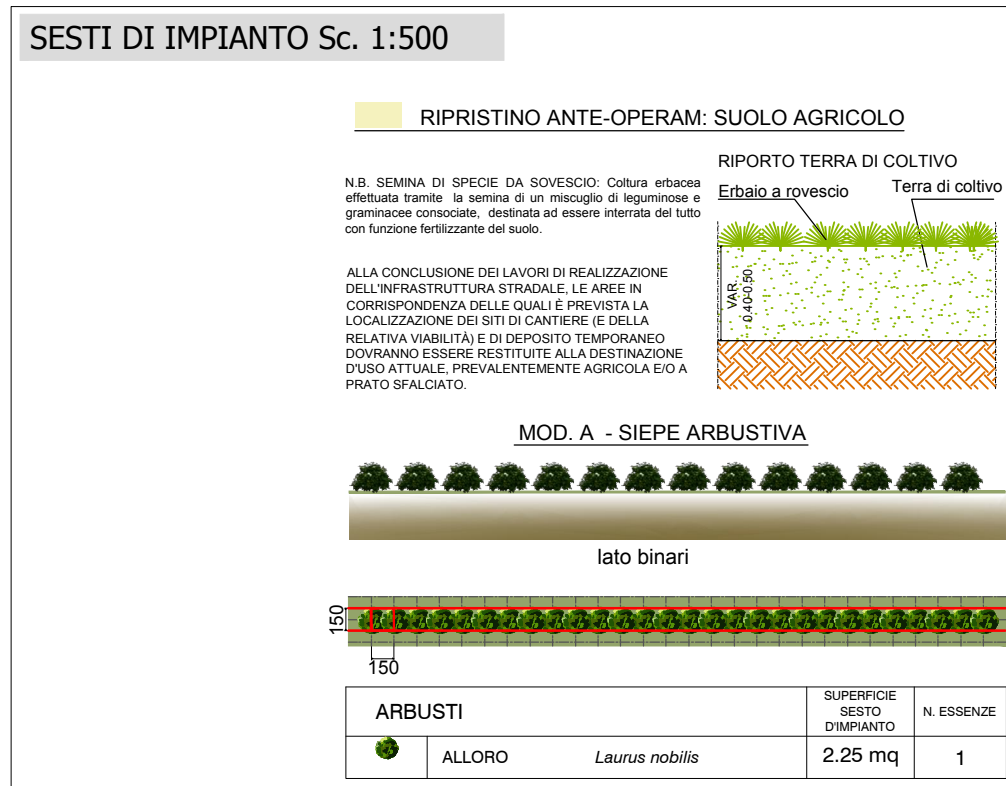 SESTI DI IMPIANTO Sc. 1:500
RIPRISTINO ANTE-OPERAM: SUOLO AGRICOLO
N.B. SEMINA DI SPECIE DA SOVESCIO: Coltura erbacea
effettuata tramite la semina di un miscuglio di leguminose e
graminacee consociate, destinata ad essere interrata del tutto
con funzione fertilizzante del suolo.
ALLA CONCLUSIONE DEI LAVORI DI REALIZZAZIONE
DELL'INFRASTRUTTURA STRADALE, LE AREE IN
CORRISPONDENZA DELLE QUALI È PREVISTA LA
LOCALIZZAZIONE DEI SITI DI CANTIERE (E DELLA
RELATIVA VIABILITÀ) E DI DEPOSITO TEMPORANEO
DOVRANNO ESSERE RESTITUITE ALLA DESTINAZIONE
D'USO ATTUALE, PREVALENTEMENTE AGRICOLA E/O A
PRATO SFALCIATO.
RIPORTO TERRA DI COLTIVO
Erbaio a rovescio
Terra di coltivo
VAR.
0.40-0.50
MOD. A - SIEPE ARBUSTIVA
lato binari
150
150
ARBUSTI
SUPERFICIE
SESTO
D'IMPIANTO
N. ESSENZE
ALLORO Laurus nobilis 2.25 mq 1